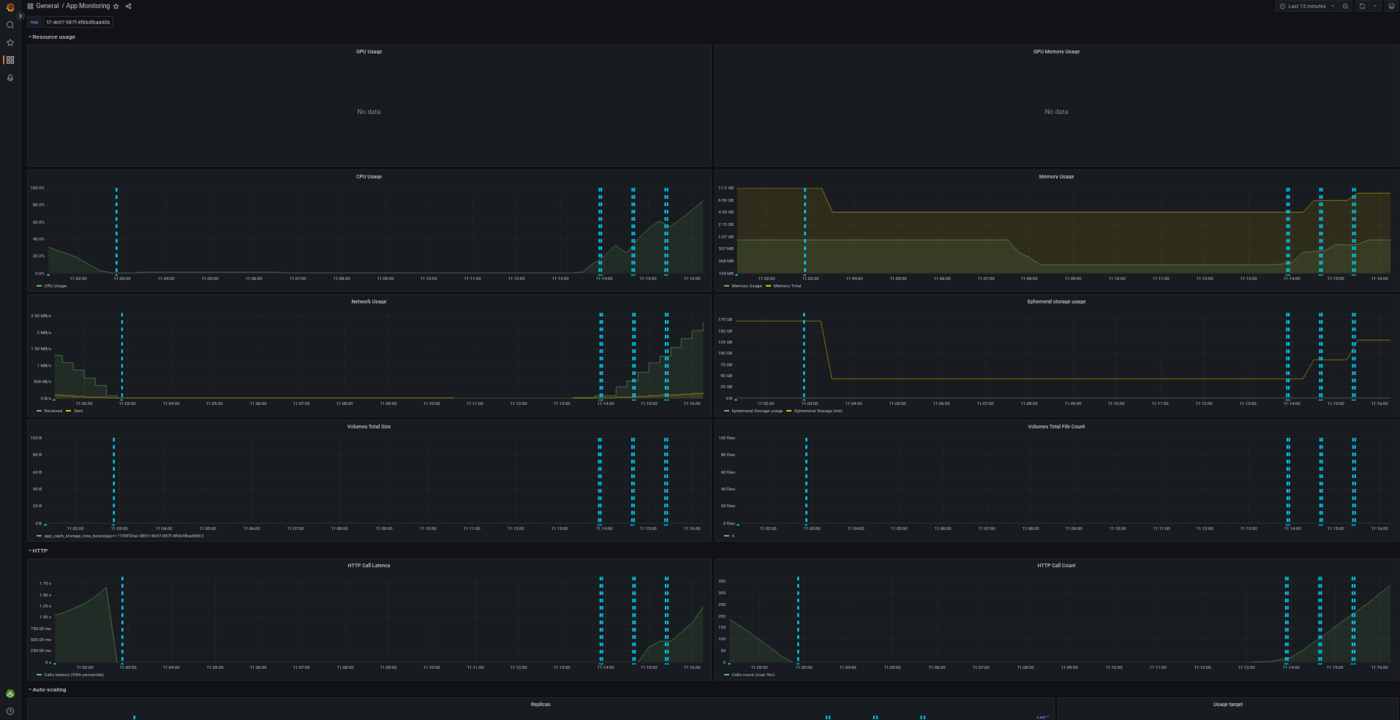 General / App Monitoring
Last 15 minutes
App
Resource usage
GPU Usage
No data
GPU Memory Usage
No data
CPU Usage
100.0%
80.0%
60.0%
40.0%
20.0%
0.0%
11:02:00 11:03:00 11:04:00 11:05:00 11:06:00 11:07:00 11:08:00 11:09:00 11:10:00 11:11:00 11:12:00 11:13:00 11:14:00 11:15:00 11:16:00
CPU Usage
Memory Usage
17.2 GB
8.59 GB
4.29 GB
2.15 GB
1.07 GB
537 MB
268 MB
134 MB
11:02:00 11:03:00 11:04:00 11:05:00 11:06:00 11:07:00 11:08:00 11:09:00 11:10:00 11:11:00 11:12:00 11:13:00 11:14:00 11:15:00 11:16:00
Memory Usage Memory Total
Network Usage
2.50 MB/s
2 MB/s
1.50 MB/s
1 MB/s
500 kB/s
0 B/s
11:02:00 11:03:00 11:04:00 11:05:00 11:06:00 11:07:00 11:08:00 11:09:00 11:10:00 11:11:00 11:12:00 11:13:00 11:14:00 11:15:00 11:16:00
Received Sent
Ephemeral storage usage
175 GB
150 GB
125 GB
100 GB
75 GB
50 GB
25 GB
0 B
11:02:00 11:03:00 11:04:00 11:05:00 11:06:00 11:07:00 11:08:00 11:09:00 11:10:00 11:11:00 11:12:00 11:13:00 11:14:00 11:15:00 11:16:00
Ephemeral Storage usage Ephemeral Storage limit
Volumes Total Size
100 B
80 B
60 B
40 B
20 B
0 B
11:02:00 11:03:00 11:04:00 11:05:00 11:06:00 11:07:00 11:08:00 11:09:00 11:10:00 11:11:00 11:12:00 11:13:00 11:14:00 11:15:00 11:16:00
Volumes Total File Count
100 files
80 files
60 files
40 files
20 files
0 files
11:02:00 11:03:00 11:04:00 11:05:00 11:06:00 11:07:00 11:08:00 11:09:00 11:10:00 11:11:00 11:12:00 11:13:00 11:14:00 11:15:00 11:16:00
A
HTTP
HTTP Call Latency
1.75 s
1.50 s
1.25 s
1.00 s
750.00 ms
500.00 ms
250.00 ms
0 s
11:02:00 11:03:00 11:04:00 11:05:00 11:06:00 11:07:00 11:08:00 11:09:00 11:10:00 11:11:00 11:12:00 11:13:00 11:14:00 11:15:00 11:16:00
HTTP Call Count
350
300
250
200
150
100
50
0
11:02:00 11:03:00 11:04:00 11:05:00 11:06:00 11:07:00 11:08:00 11:09:00 11:10:00 11:11:00 11:12:00 11:13:00 11:14:00 11:15:00 11:16:00
Calls count (over 5m)
Auto-scaling
Replicas
Last *
Usage target